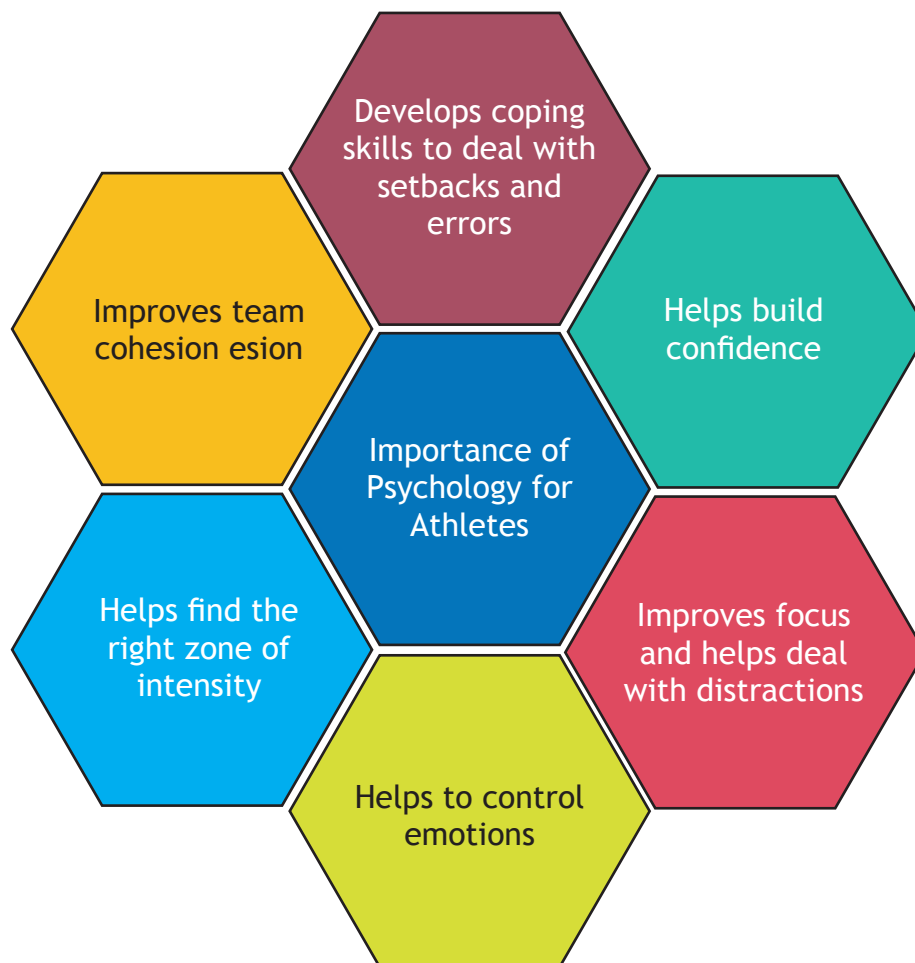 Develops coping
skills to deal with
setbacks and
errors
Improves team
cohesion esion
Helps build
confidence
Importance of
Psychology for
Athletes
Helps find the
right zone of
intensity
Improves focus
and helps deal
with distractions
Helps to control
emotions